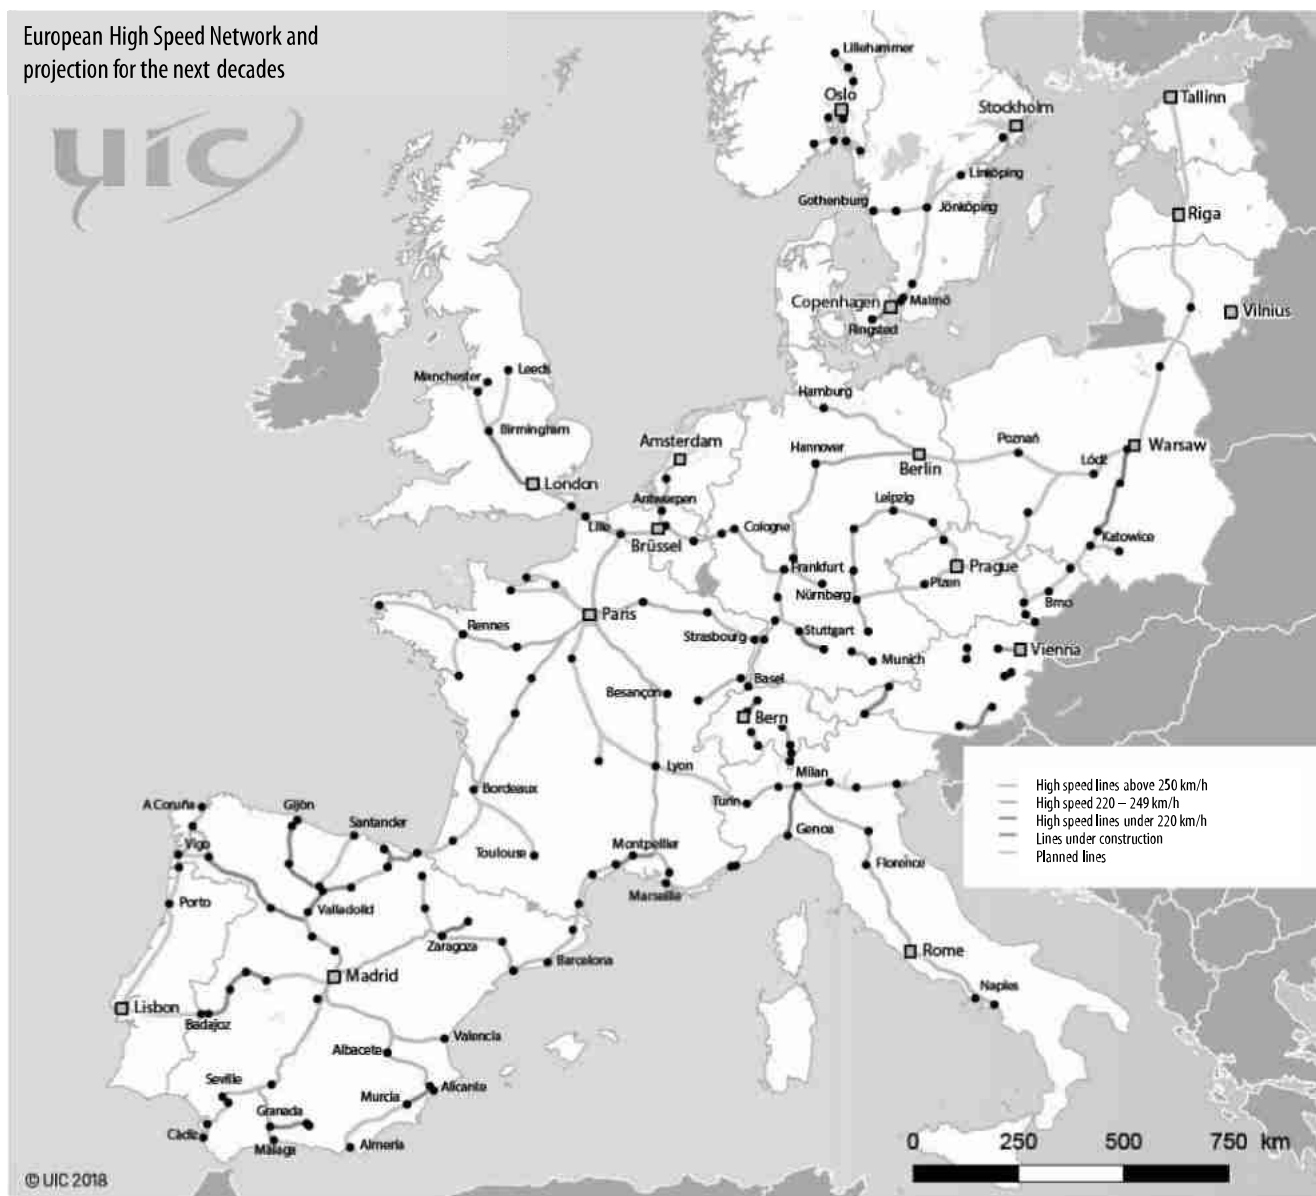 European High Speed Network and
projection for the next decades
uic
Lillehammer
Oslo
Stockholm
Tallinn
Linköping
Gothenburg
Jönköping
Riga
Copenhagen
Malmö
Ringsted
Vilnius
Manchester
Leeds
Hamburg
Birmingham
Amsterdam
Hannover
Berlin
Poznań
Warsaw
Lódź
London
Antwerpen
Leipzig
Lille
Brüssel
Cologne
Katowice
Frankfurt
Prague
Plzen
Nürnberg
Brno
Paris
Rennes
Strasbourg
Stuttgart
Vienna
Munich
Besançon
Basel
Bern
Lyon
Milan
Turin
Bordeaux
A Coruña
Gijón
Santander
Genoa
Vigo
Toulouse
Montpellier
Florence
Marseille
Porto
Valladolid
Zaragoza
Barcelona
Rome
Madrid
Naples
Lisbon
Badajoz
Valencia
Albacete
Seville
Alicante
Murcia
Granada
Cádiz
Málaga
Almería
High speed lines above 250 km/h
High speed 220 – 249 km/h
High speed lines under 220 km/h
Lines under construction
Planned lines
0 250 500 750 km
© UIC 2018